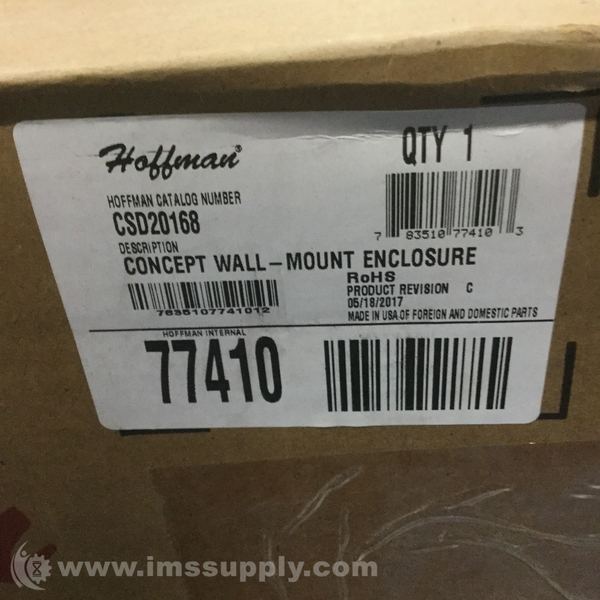 Hoffman®
QTY 1
HOFFMAN CATALOG NUMBER
CSD20168
7 83510 77410 3
DESCRIPTION
CONCEPT WALL-MOUNT ENCLOSURE
RoHS
PRODUCT REVISION C
05/18/2017
7635107741012
MADE IN USA OF FOREIGN AND DOMESTIC PARTS
HOFFMAN INTERNAL
77410
www.imssupply.com